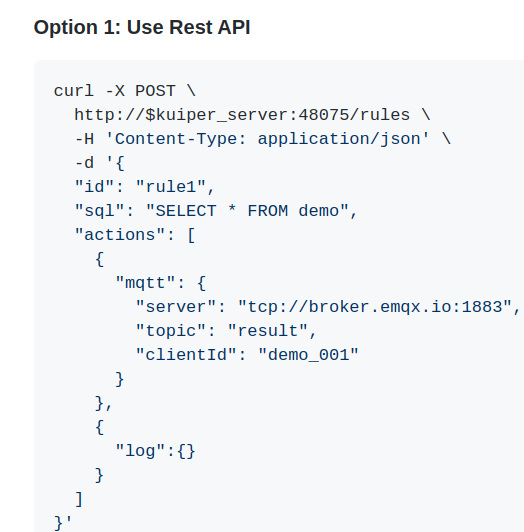 Option 1: Use Rest API
curl -X POST \
  http://$kuiper_server:48075/rules \
  -H 'Content-Type: application/json' \
  -d '{
  "id": "rule1",
  "sql": "SELECT * FROM demo",
  "actions": [
    {
      "mqtt": {
        "server": "tcp://broker.emqx.io:1883",
        "topic": "result",
        "clientId": "demo_001"
      }
    },
    {
      "log":{}
    }
  ]
}'